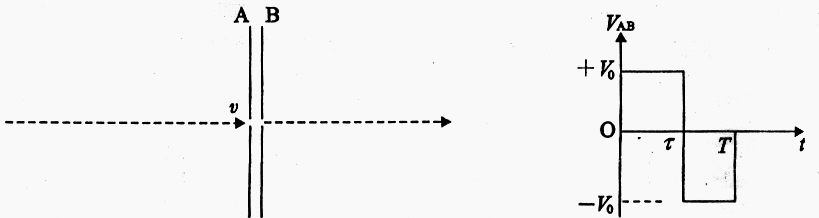 A B
v
V_AB
+V₀
O τ T t
−V₀